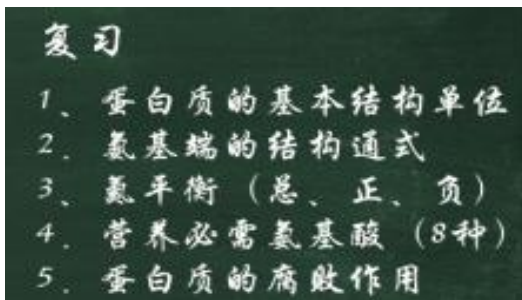 复习
1、蛋白质的基本结构单位
2. 氨基端的结构通式
3、氮平衡（总、正、负）
4. 营养必需氨基酸（8种）
5. 蛋白质的腐败作用